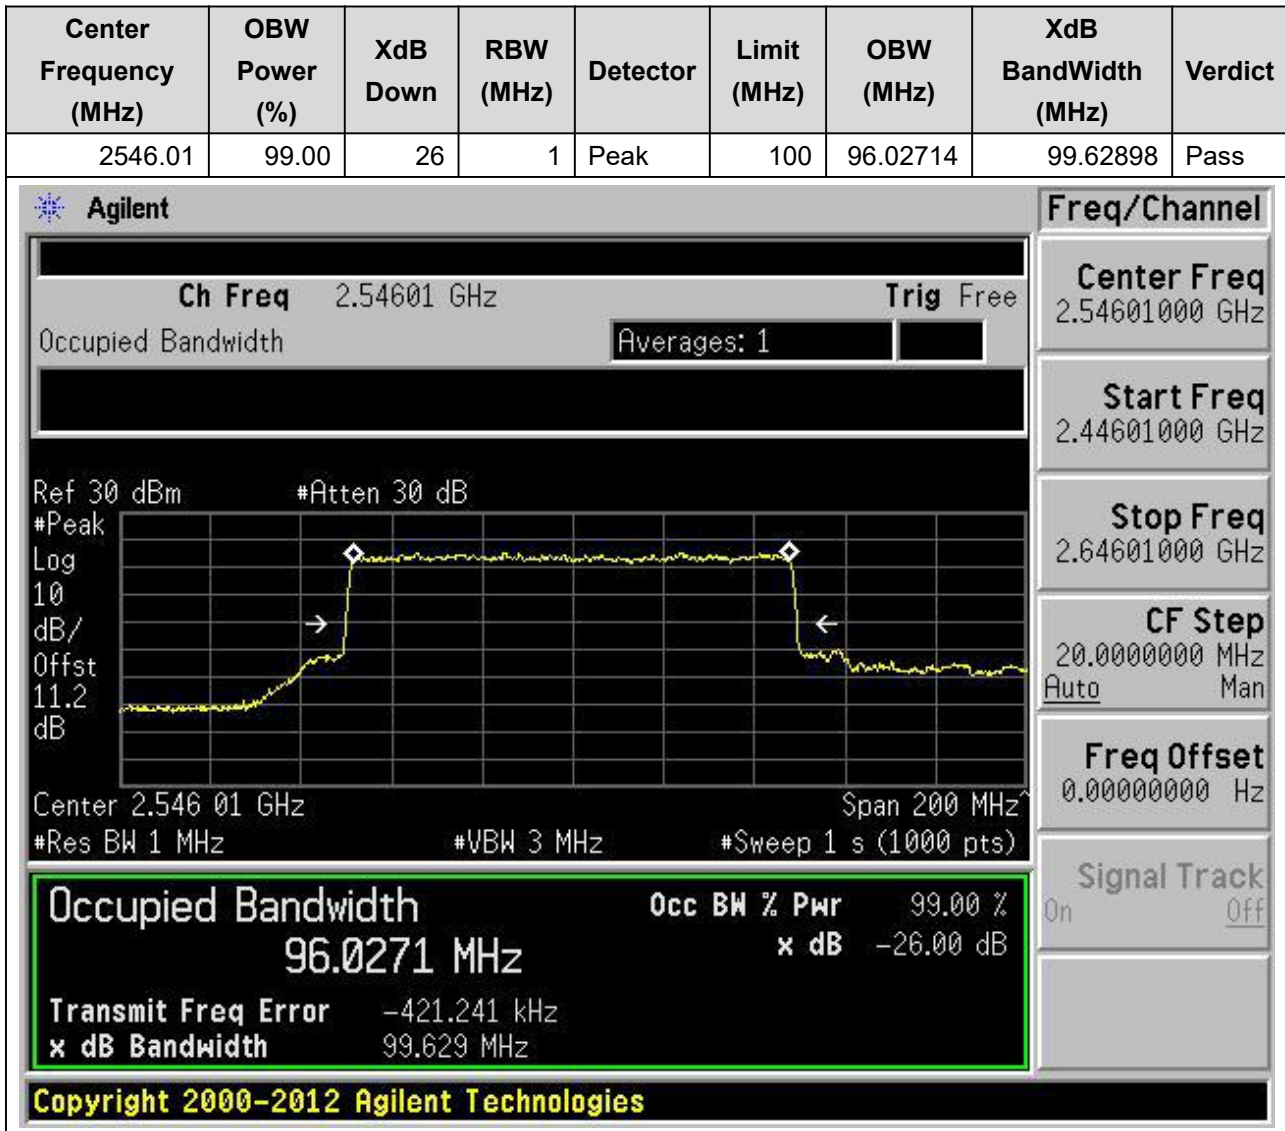 Center Frequency (MHz) OBW Power (%) XdB Down RBW (MHz) Detector Limit (MHz) OBW (MHz) XdB BandWidth (MHz) Verdict
2546.01 99.00 26 1 Peak 100 96.02714 99.62898 Pass
Agilent
Freq/Channel
Ch Freq 2.54601 GHz Trig Free
Occupied Bandwidth Averages: 1
Center Freq
2.54601000 GHz
Start Freq
2.44601000 GHz
Stop Freq
2.64601000 GHz
CF Step
20.0000000 MHz
Auto Man
Freq Offset
0.00000000 Hz
Signal Track
On Off
Ref 30 dBm #Atten 30 dB
#Peak
Log
10
dB/
Offst
11.2
dB
Center 2.546 01 GHz Span 200 MHz^
#Res BW 1 MHz #VBW 3 MHz #Sweep 1 s (1000 pts)
Occupied Bandwidth Occ BW % Pwr 99.00 %
96.0271 MHz x dB -26.00 dB
Transmit Freq Error -421.241 kHz
x dB Bandwidth 99.629 MHz
Copyright 2000-2012 Agilent Technologies